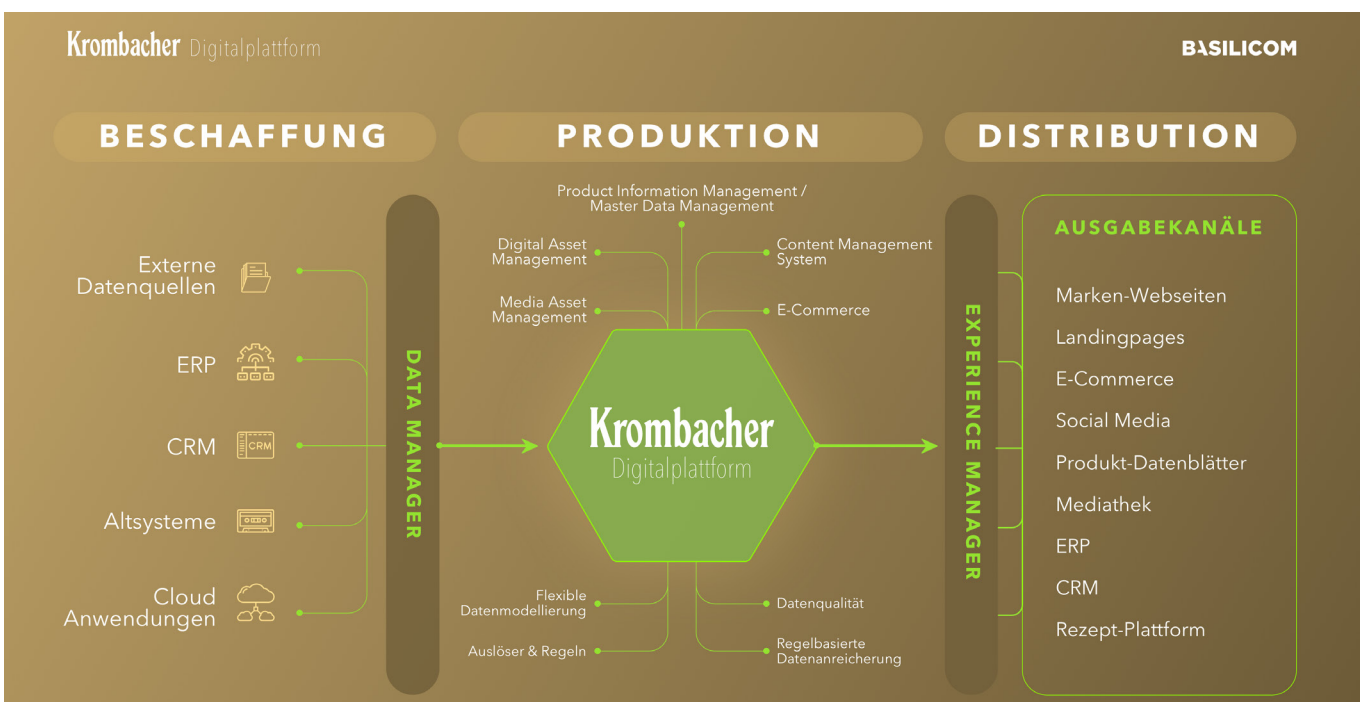 Krombacher Digitalplattform
BASILICOM
BESCHAFFUNG
PRODUKTION
DISTRIBUTION
Externe
Datenquellen
ERP
CRM
CRM
Altsysteme
Cloud
Anwendungen
DATA MANAGER
Product Information Management /
Master Data Management
Digital Asset
Management
Content Management
System
Media Asset
Management
E-Commerce
Krombacher
Digitalplattform
Flexible
Datenmodellierung
Datenqualität
Auslöser & Regeln
Regelbasierte
Datenanreicherung
EXPERIENCE MANAGER
AUSGABEKANÄLE
Marken-Webseiten
Landingpages
E-Commerce
Social Media
Produkt-Datenblätter
Mediathek
ERP
CRM
Rezept-Plattform